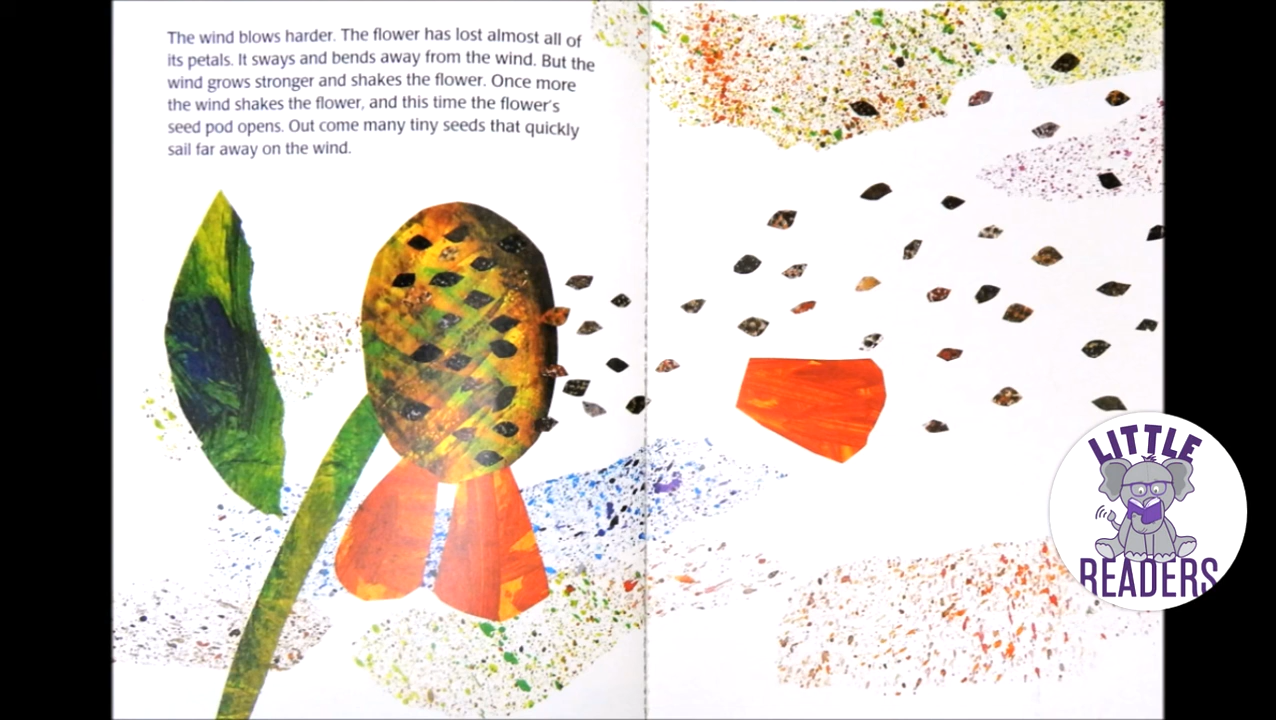 The wind blows harder. The flower has lost almost all of
its petals. It sways and bends away from the wind. But the
wind grows stronger and shakes the flower. Once more
the wind shakes the flower, and this time the flower's
seed pod opens. Out come many tiny seeds that quickly
sail far away on the wind.
LITTLE
READERS